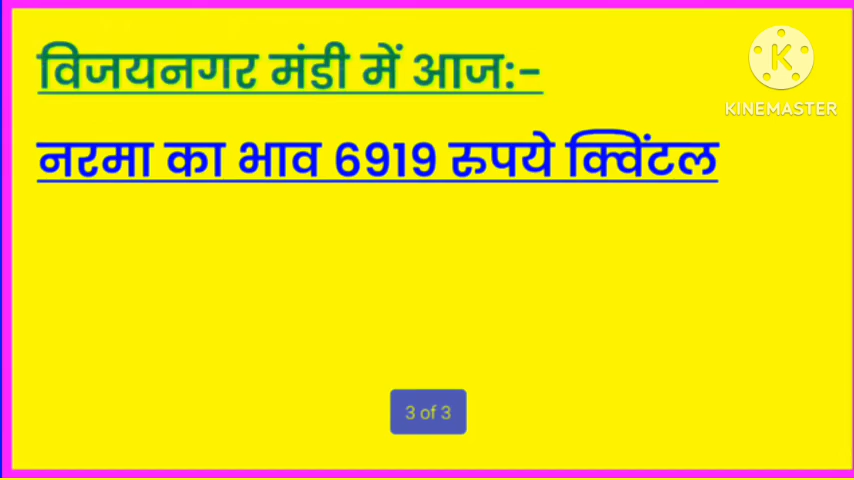 विजयनगर मंडी में आज:-
KINEMASTER
नरमा का भाव 6919 रुपये क्विंटल
3 of 3